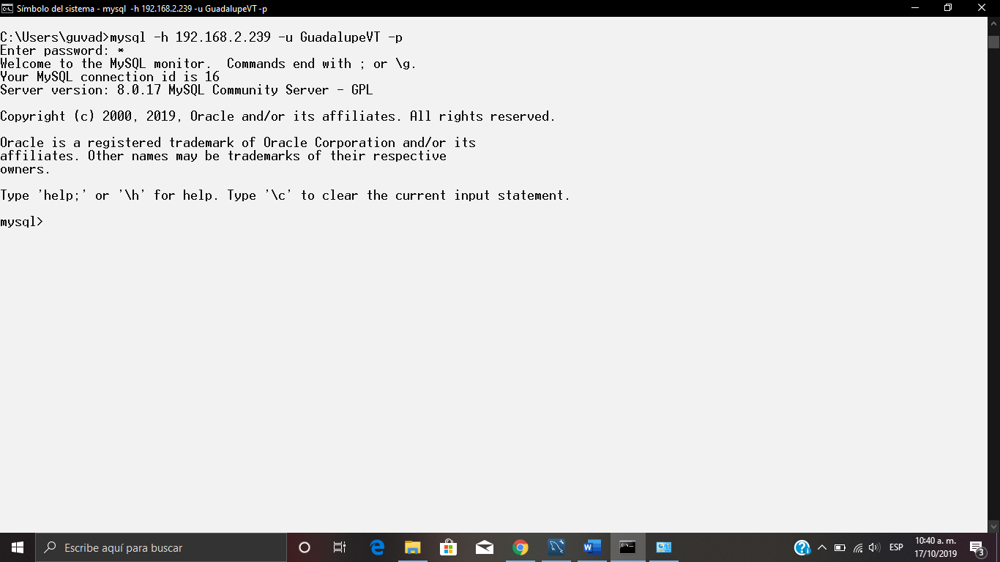 Símbolo del sistema - mysql  -h 192.168.2.239 -u GuadalupeVT -p
C:\Users\guvad>mysql -h 192.168.2.239 -u GuadalupeVT -p
Enter password: *
Welcome to the MySQL monitor.  Commands end with ; or \g.
Your MySQL connection id is 16
Server version: 8.0.17 MySQL Community Server - GPL
Copyright (c) 2000, 2019, Oracle and/or its affiliates. All rights reserved.
Oracle is a registered trademark of Oracle Corporation and/or its
affiliates. Other names may be trademarks of their respective
owners.
Type 'help;' or '\h' for help. Type '\c' to clear the current input statement.
mysql>
Escribe aquí para buscar
ESP
10:40 a. m.
17/10/2019
3